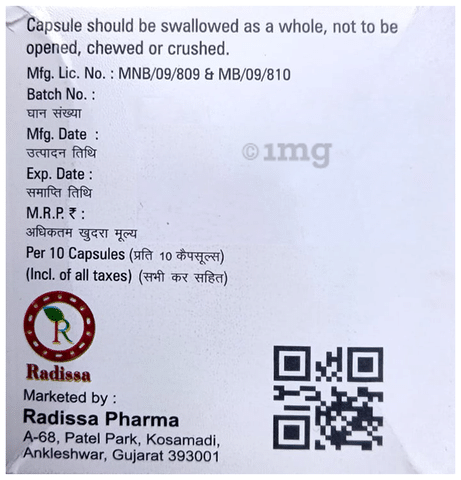 Capsule should be swallowed as a whole, not to be
opened, chewed or crushed.
Mfg. Lic. No. : MNB/09/809 & MB/09/810
Batch No. :
घान संख्या
Mfg. Date :
उत्पादन तिथि
Exp. Date :
समाप्ति तिथि
M.R.P. ₹ :
अधिकतम खुदरा मूल्य
Per 10 Capsules (प्रति 10 कैपसूल्स)
(Incl. of all taxes) (सभी कर सहित)
©1mg
R
Radissa
Marketed by :
Radissa Pharma
A-68, Patel Park, Kosamadi,
Ankleshwar, Gujarat 393001